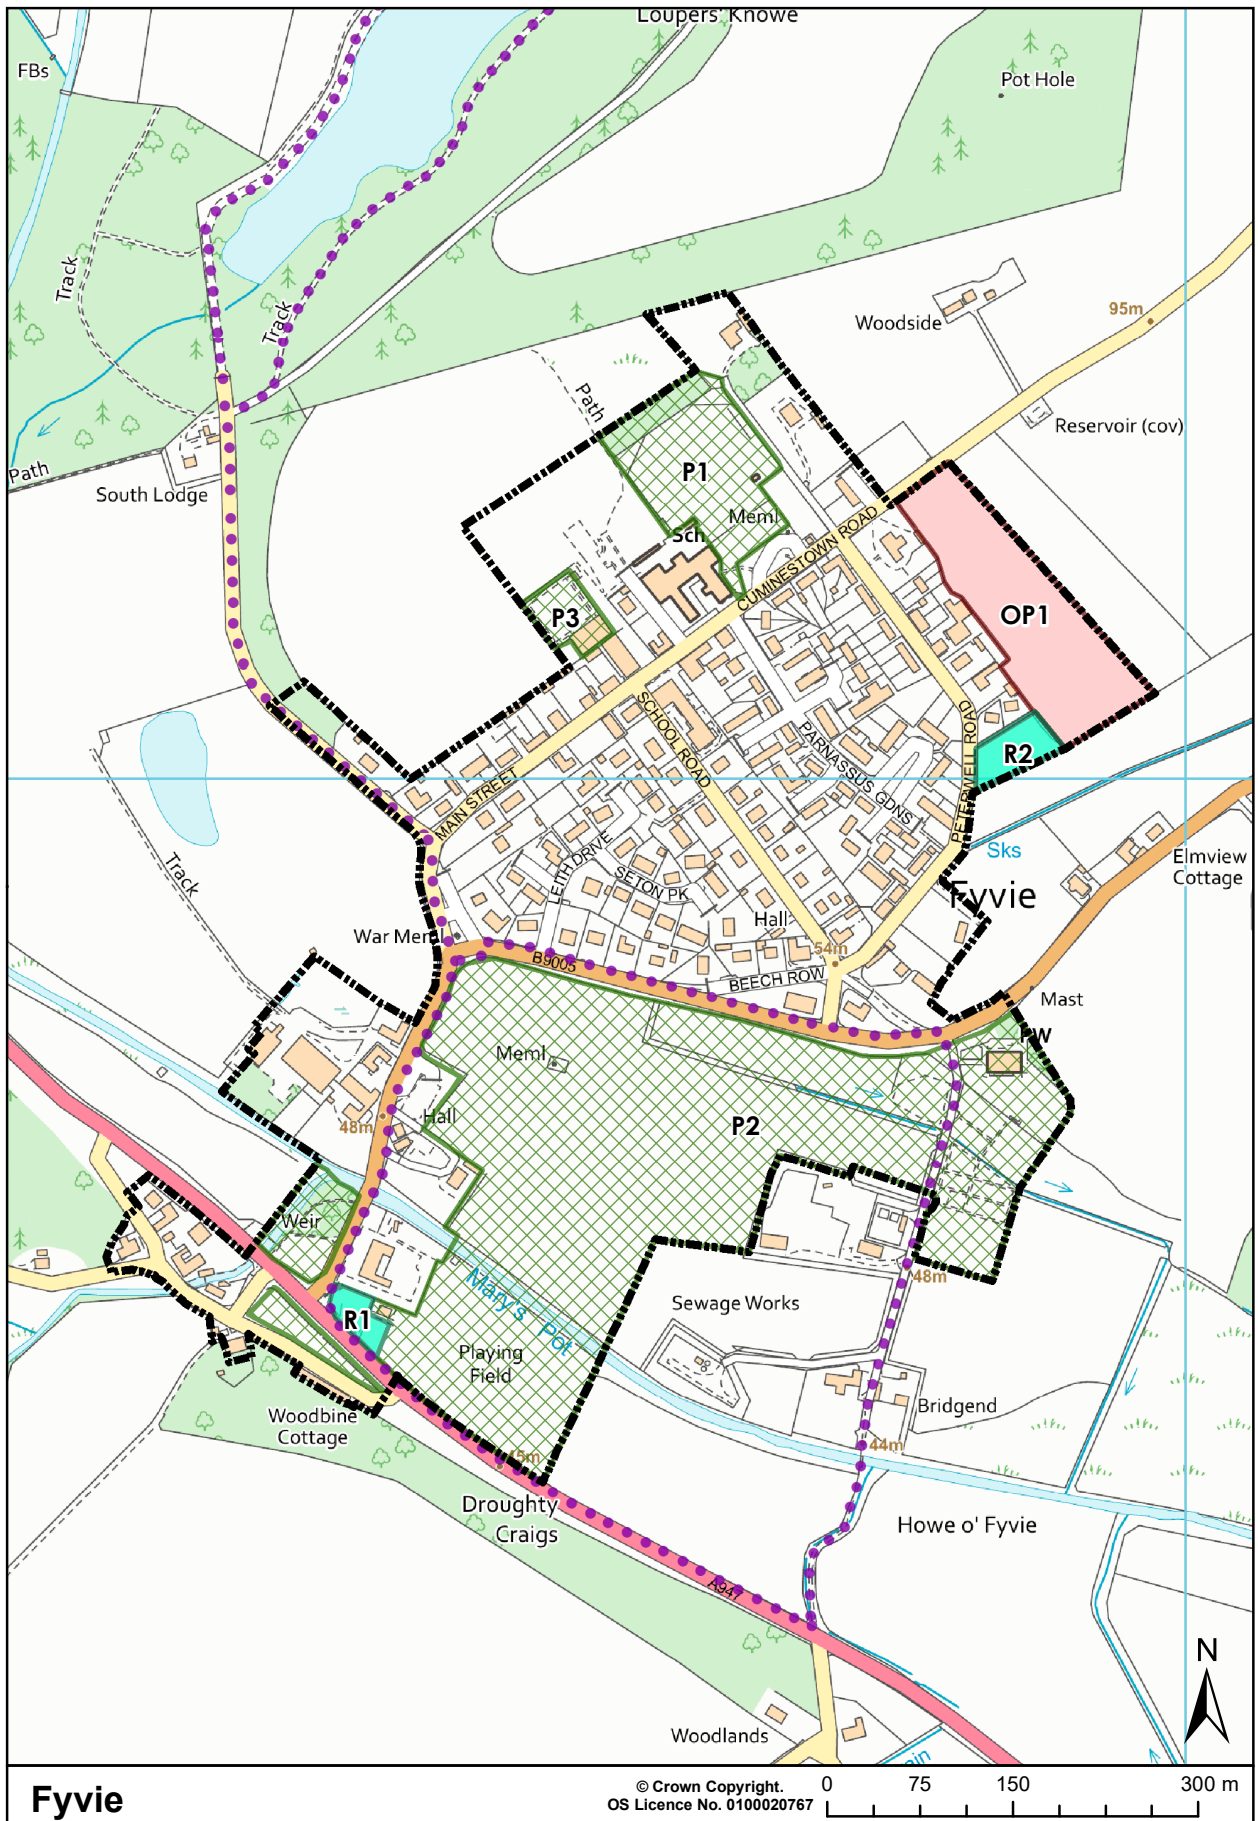 Loupers' Knowe
FBs
Pot Hole
Track
Track
Woodside
95m
Path
Reservoir (cov)
Path
South Lodge
P1
Meml
Sch
CUMINESTOWN ROAD
OP1
P3
SCHOOL ROAD
PARNASSUS GDNS
PETERWELL ROAD
R2
MAIN STREET
LEITH DRIVE
SETON PK
Sks
Elmview
Cottage
Track
Fyvie
Hall
War Meml
54m
B9005
BEECH ROW
Mast
PW
Meml
Hall
48m
P2
Weir
48m
Mary's Pot
Sewage Works
R1
Playing
Field
Bridgend
Woodbine
Cottage
44m
45m
Droughty
Craigs
Howe o' Fyvie
A947
N
Woodlands
Fyvie
© Crown Copyright.
OS Licence No. 0100020767
0 75 150 300 m